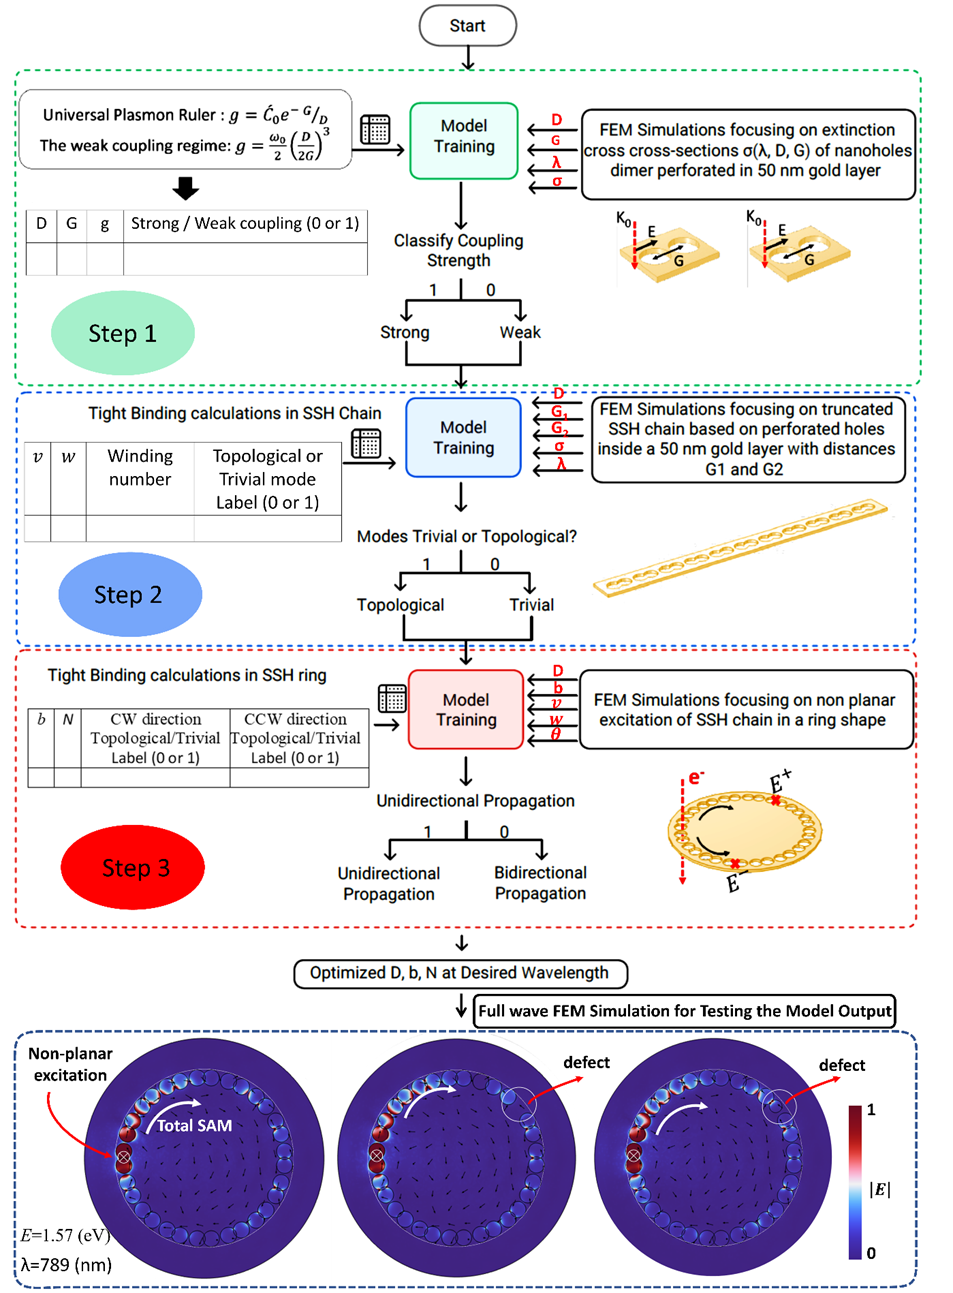 Start
Universal Plasmon Ruler : g = Ć₀e^{- G/D}
The weak coupling regime: g = ω₀/2 (D/2G)³
Model
Training
D
G
λ
σ
FEM Simulations focusing on extinction
cross cross-sections σ(λ, D, G) of nanoholes
dimer perforated in 50 nm gold layer
D G g Strong / Weak coupling (0 or 1)
Classify Coupling
Strength
1 0
Strong Weak
K₀
E
G
K₀
E
G
Step 1
Tight Binding calculations in SSH Chain
v w Winding
number
Topological or
Trivial mode
Label (0 or 1)
Model
Training
D
G₁
G₂
σ
λ
FEM Simulations focusing on truncated
SSH chain based on perforated holes
inside a 50 nm gold layer with distances
G1 and G2
Modes Trivial or Topological?
1 0
Topological Trivial
Step 2
Tight Binding calculations in SSH ring
b N CW direction
Topological/Trivial
Label (0 or 1)
CCW direction
Topological/Trivial
Label (0 or 1)
Model
Training
D
b
v
w
θ
FEM Simulations focusing on non planar
excitation of SSH chain in a ring shape
Unidirectional Propagation
1 0
Unidirectional
Propagation
Bidirectional
Propagation
e⁻
E⁺
E⁻
Step 3
Optimized D, b, N at Desired Wavelength
Full wave FEM Simulation for Testing the Model Output
Non-planar
excitation
Total SAM
defect
defect
1
|E|
0
E=1.57 (eV)
λ=789 (nm)